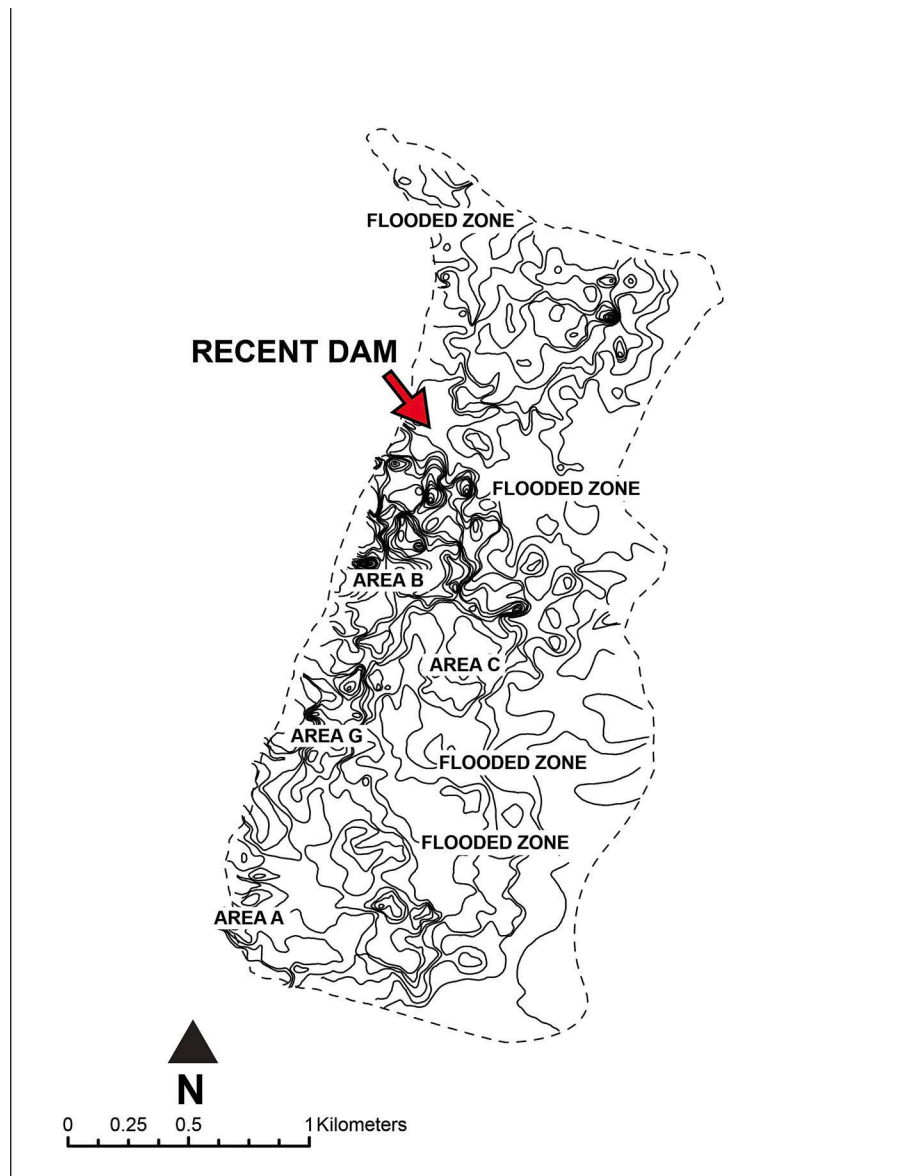 FLOODED ZONE
RECENT DAM
FLOODED ZONE
AREA B
AREA C
AREA G
FLOODED ZONE
FLOODED ZONE
AREA A
N
0 0.25 0.5 1 Kilometers